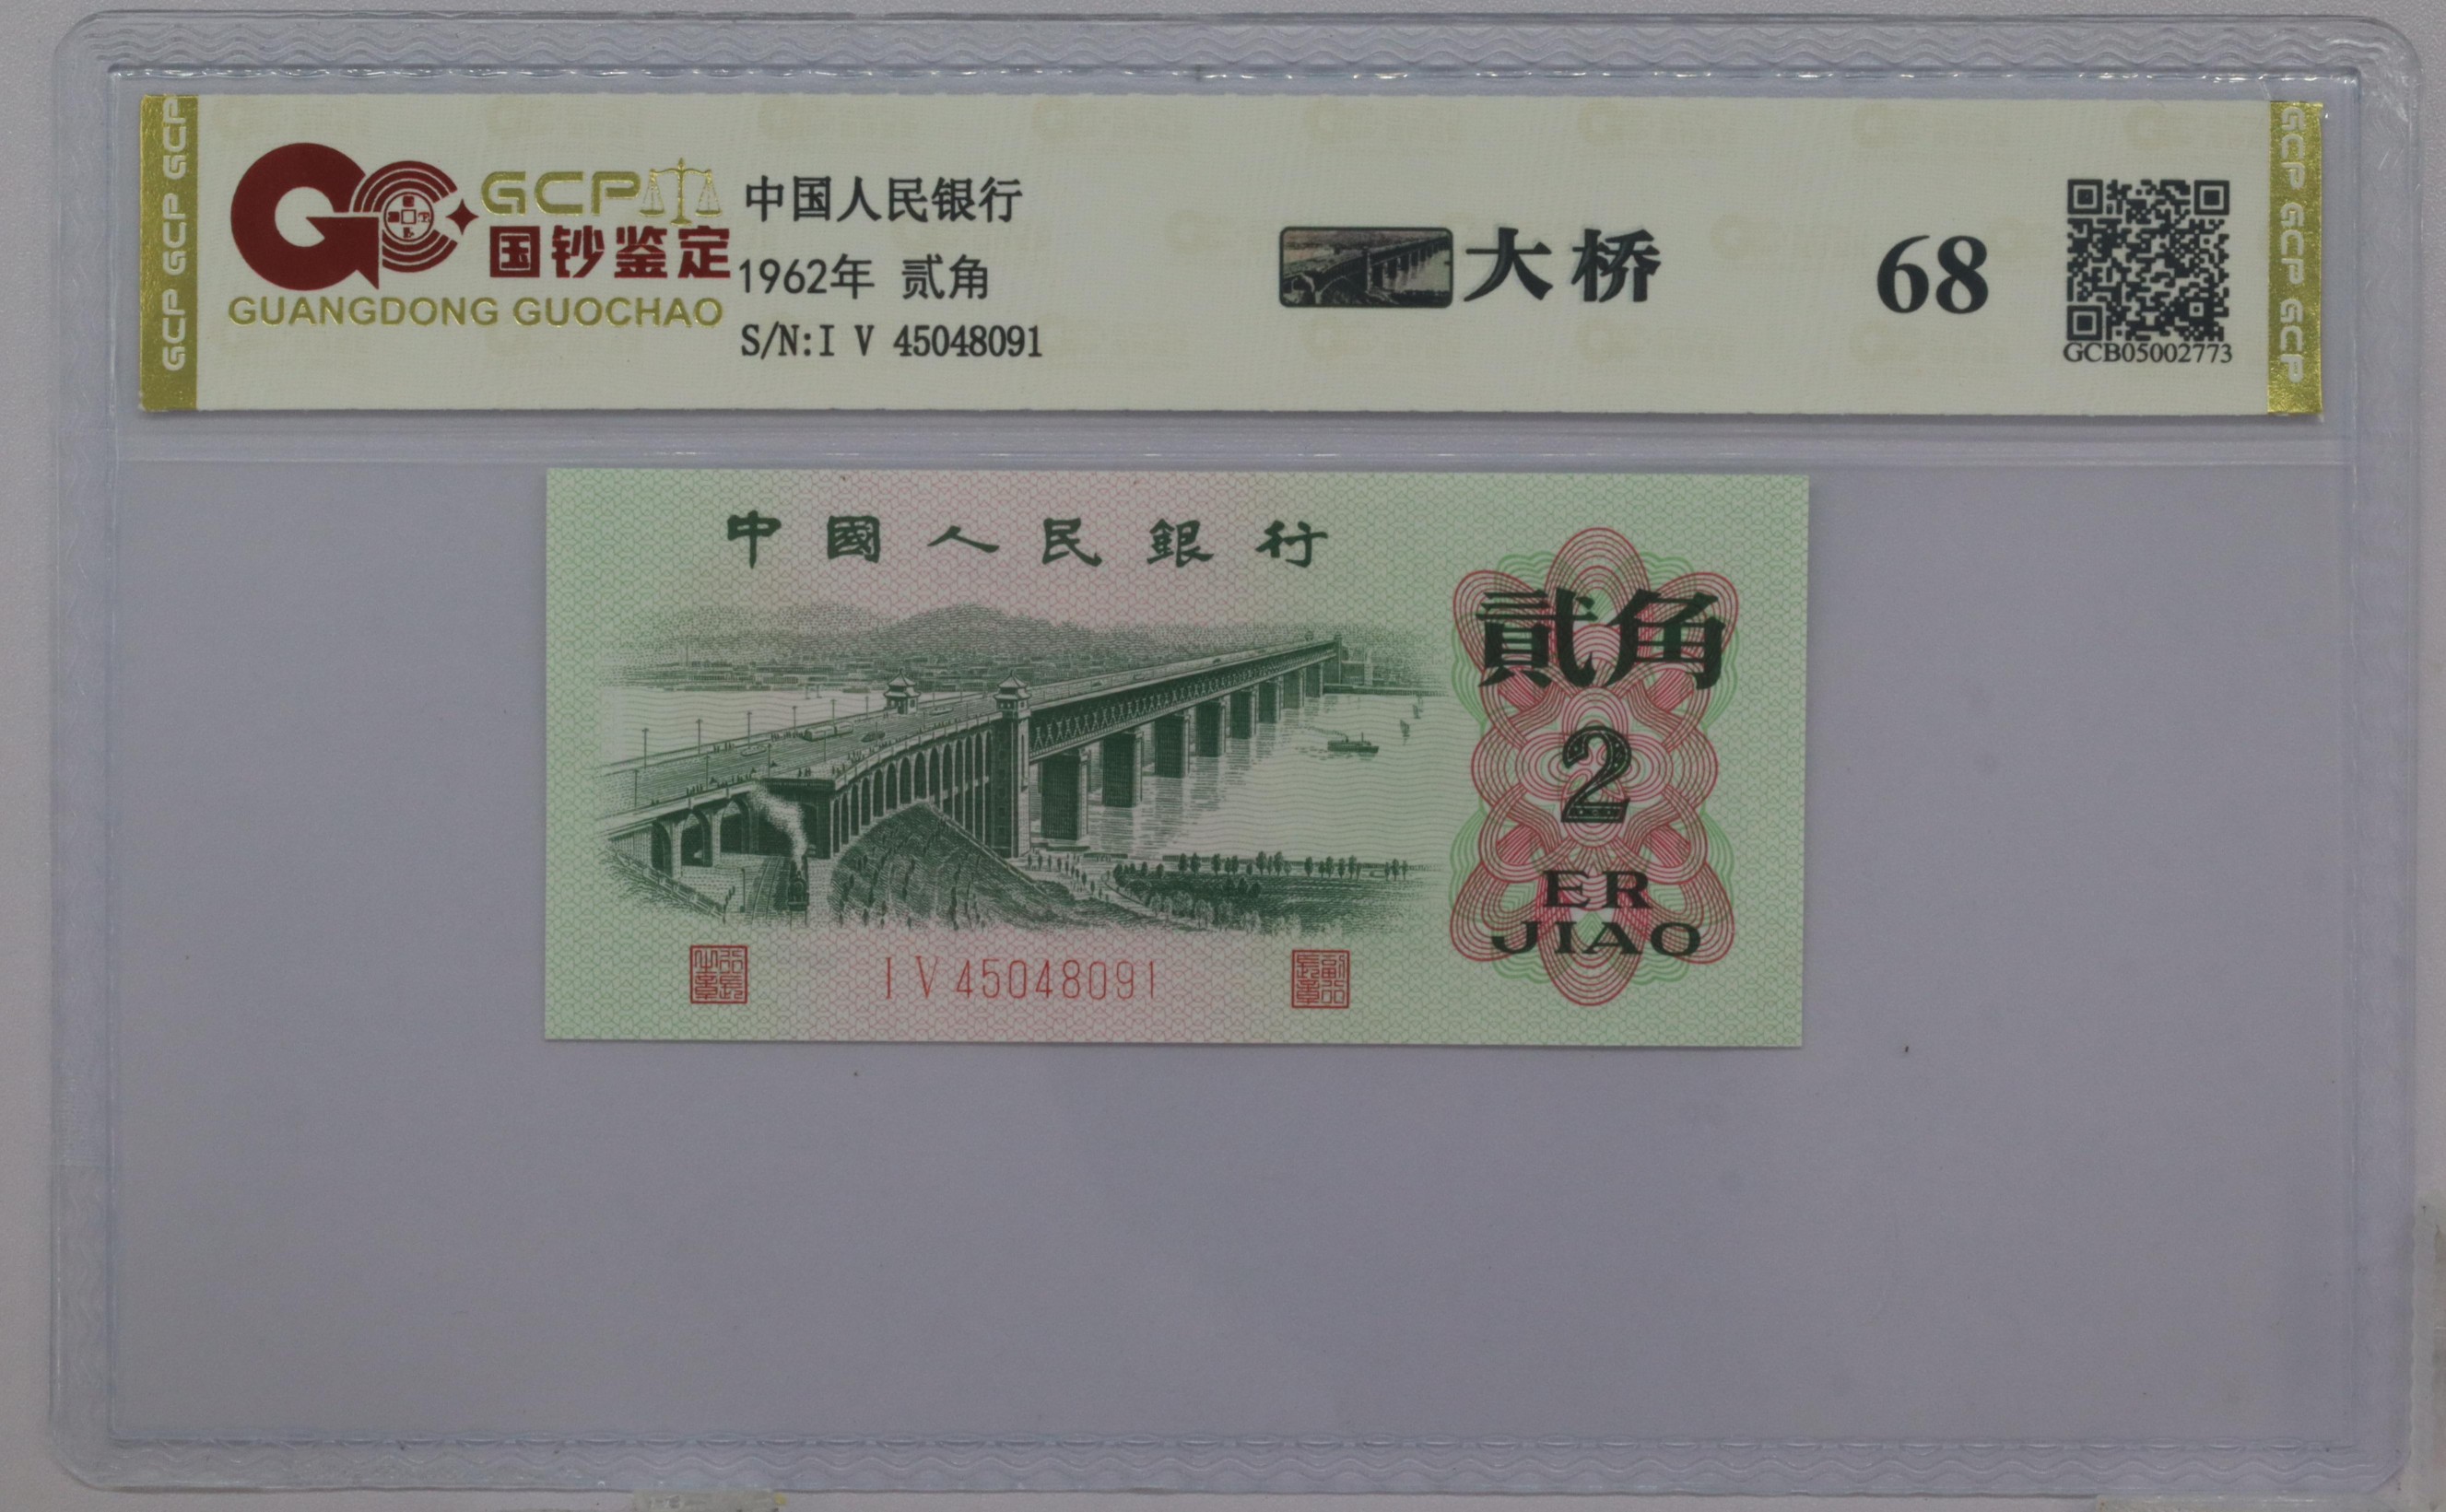 GCP GCP GCP
GCP
国钞鉴定
GUANGDONG GUOCHAO
中国人民银行
1962年 贰角
S/N:I V 45048091
大桥
68
GCB05002773
GCP GCP GCP
中國人民銀行
貳角
2
ER
JIAO
I V 45048091